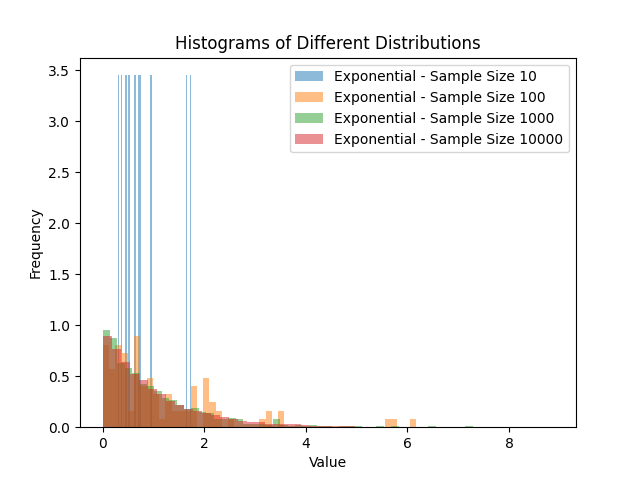 Histograms of Different Distributions
Exponential - Sample Size 10
Exponential - Sample Size 100
Exponential - Sample Size 1000
Exponential - Sample Size 10000
Frequency
3.5
3.0
2.5
2.0
1.5
1.0
0.5
0.0
0 2 4 6 8
Value